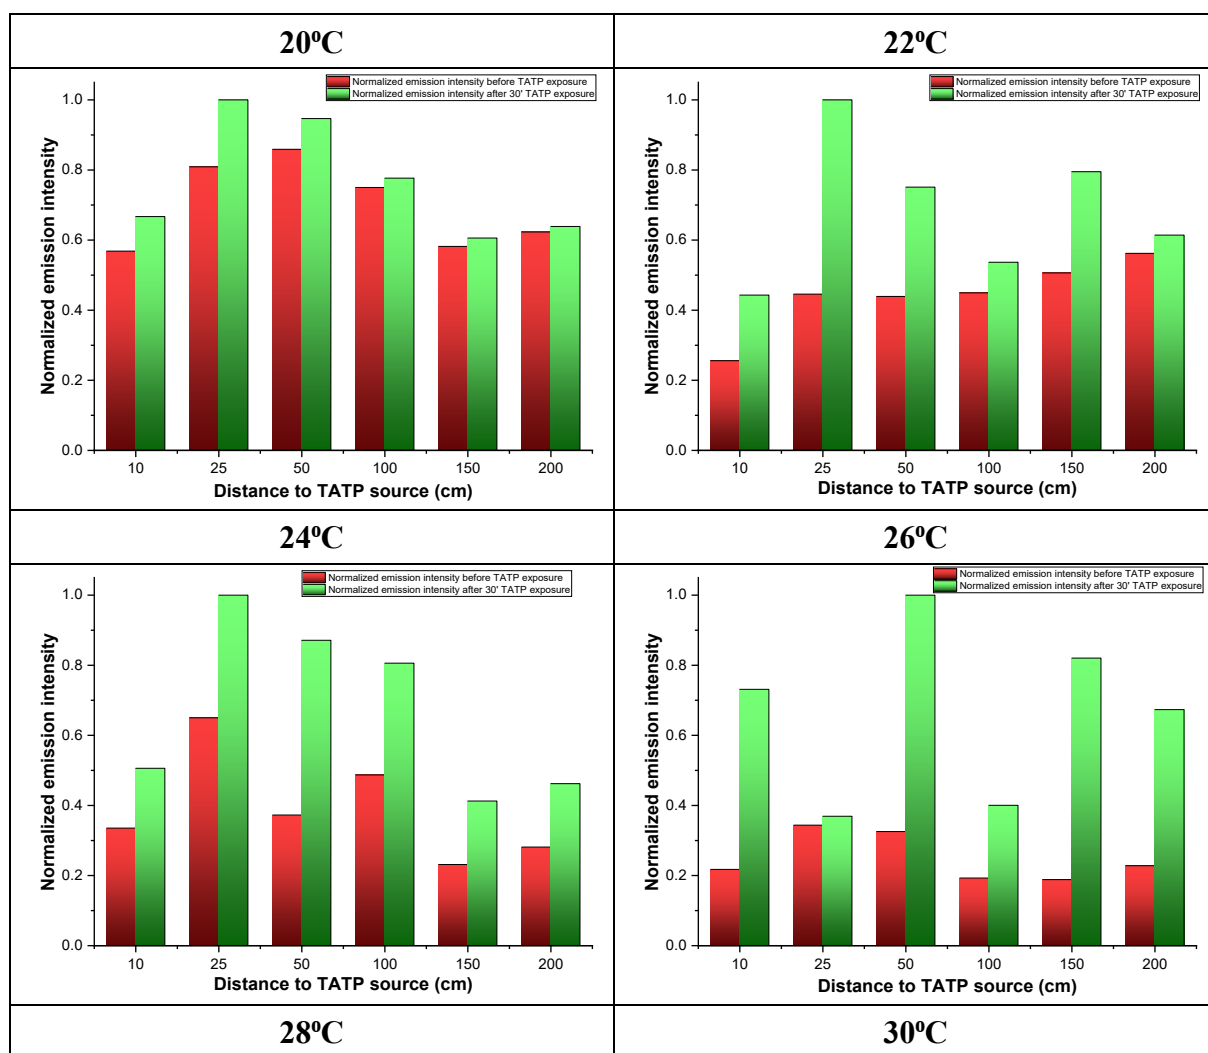 20⁰C
22⁰C
Normalized emission intensity before TATP exposure
Normalized emission intensity after 30' TATP exposure
Normalized emission intensity
1.0
0.8
0.6
0.4
0.2
0.0
10 25 50 100 150 200
Distance to TATP source (cm)
Normalized emission intensity before TATP exposure
Normalized emission intensity after 30' TATP exposure
Normalized emission intensity
1.0
0.8
0.6
0.4
0.2
0.0
10 25 50 100 150 200
Distance to TATP source (cm)
24⁰C
26⁰C
Normalized emission intensity before TATP exposure
Normalized emission intensity after 30' TATP exposure
Normalized emission intensity
1.0
0.8
0.6
0.4
0.2
0.0
10 25 50 100 150 200
Distance to TATP source (cm)
Normalized emission intensity before TATP exposure
Normalized emission intensity after 30' TATP exposure
Normalized emission intensity
1.0
0.8
0.6
0.4
0.2
0.0
10 25 50 100 150 200
Distance to TATP source (cm)
28⁰C
30⁰C